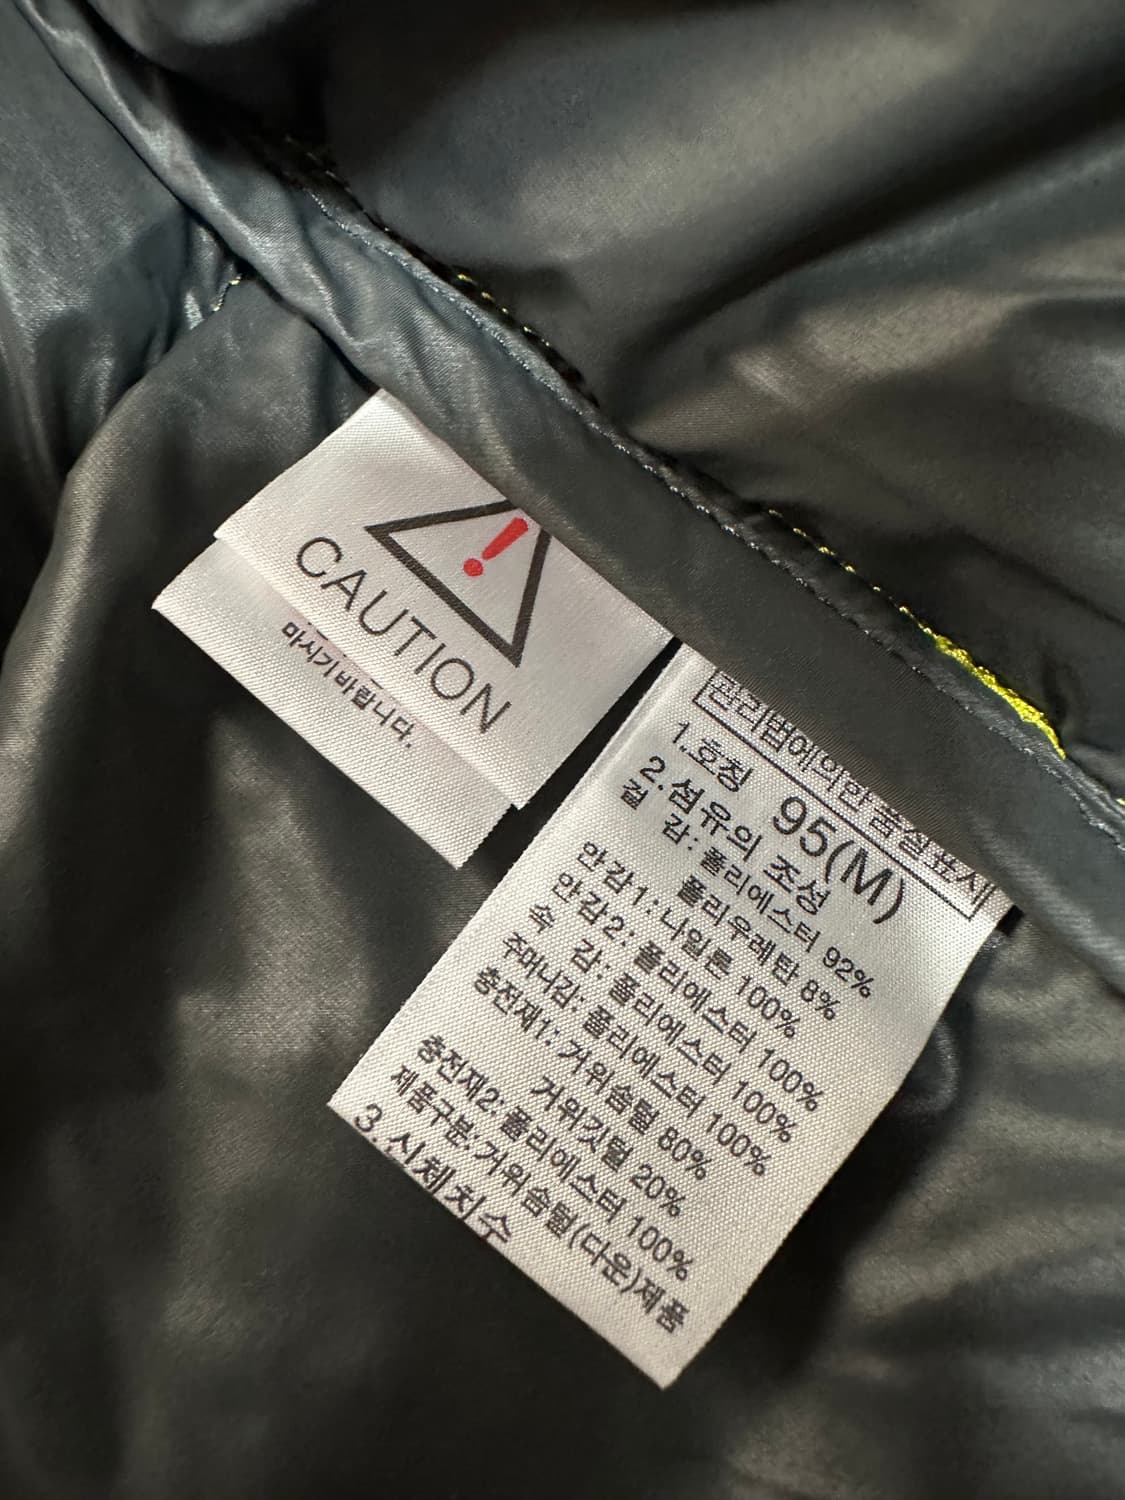 CAUTION
마시기바랍니다.
관리법에의한품질표시
1.호칭 95(M)
2.섬유의 조성
겉 감: 폴리에스터 92%
폴리우레탄 8%
안감1: 나일론 100%
안감2: 폴리에스터 100%
속 감: 폴리에스터 100%
주머니감: 폴리에스터 100%
충전재1: 거위솜털 80%
거위깃털 20%
충전재2: 폴리에스터 100%
제품구분:거위솜털(다운)제품
3.신체치수